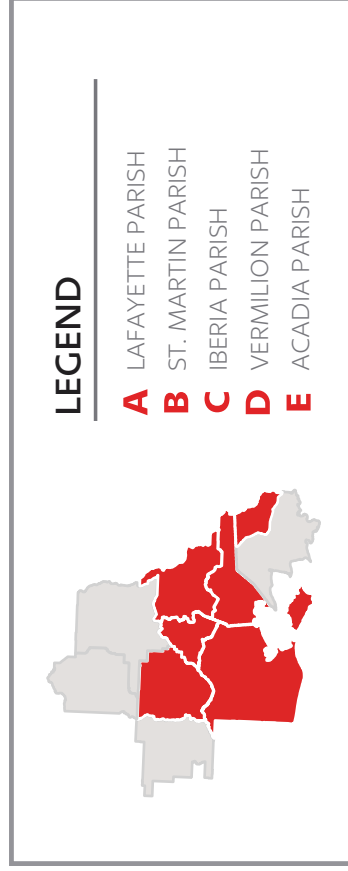 LEGEND
A LAFAYETTE PARISH
B ST. MARTIN PARISH
C IBERIA PARISH
D VERMILION PARISH
E ACADIA PARISH